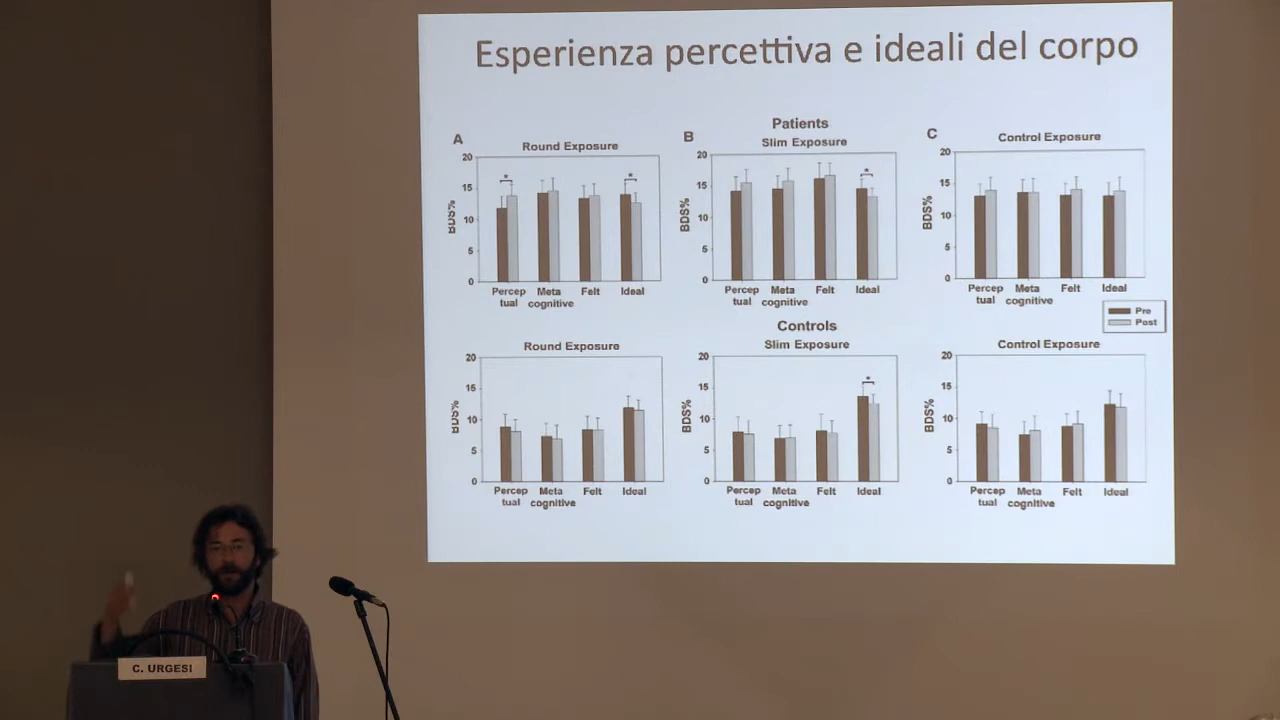 Esperienza percettiva e ideali del corpo
Patients
A
Round Exposure
20
15
10
5
0
BDS%
*
*
Percep
tual
Meta
cognitive
Felt
Ideal
B
Slim Exposure
20
15
10
5
0
BDS%
*
Percep
tual
Meta
cognitive
Felt
Ideal
C
Control Exposure
20
15
10
5
0
BDS%
Percep
tual
Meta
cognitive
Felt
Ideal
Pre
Post
Controls
Round Exposure
20
15
10
5
0
BDS%
Percep
tual
Meta
cognitive
Felt
Ideal
Slim Exposure
20
15
10
5
0
BDS%
*
Percep
tual
Meta
cognitive
Felt
Ideal
Control Exposure
20
15
10
5
0
BDS%
Percep
tual
Meta
cognitive
Felt
Ideal
C. URGESI